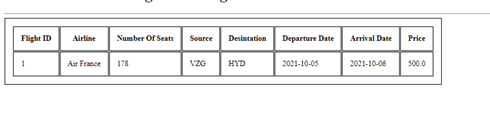 Flight ID Airline Number Of Seats Source Desintation Departure Date Arrival Date Price
1 Air France 178 VZG HYD 2021-10-05 2021-10-06 500.0